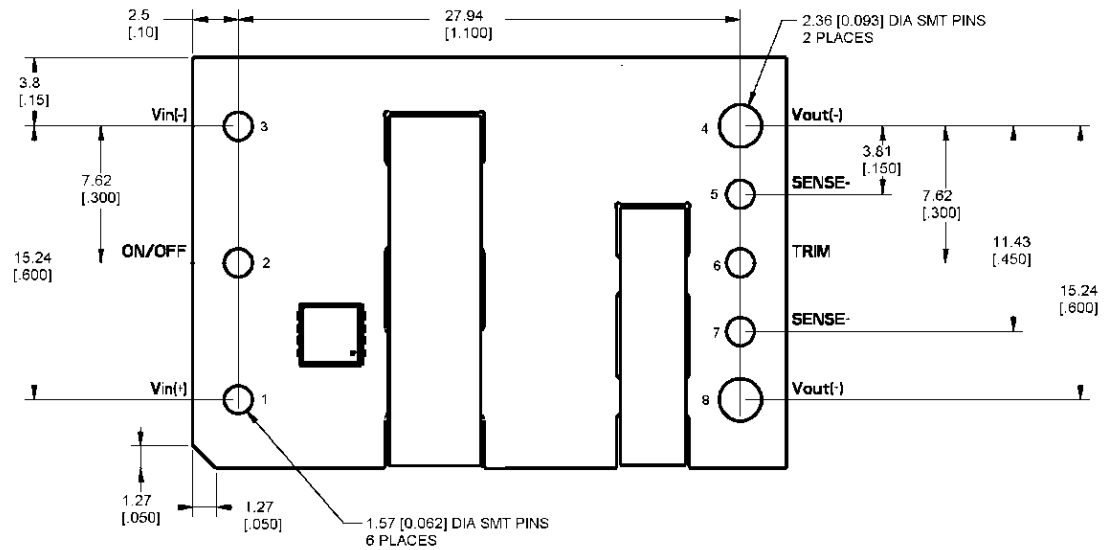 2.5
[.10]
27.94
[1.100]
2.36 [0.093] DIA SMT PINS
2 PLACES
3.8
[.15]
Vin(-)
3
4
Vout(-)
3.81
[.150]
7.62
[.300]
5
SENSE-
7.62
[.300]
15.24
[.600]
ON/OFF
2
6
TRIM
11.43
[.450]
15.24
[.600]
7
SENSE-
Vin(+)
1
8
Vout(-)
1.27
[.050]
1.27
[.050]
1.57 [0.062] DIA SMT PINS
6 PLACES